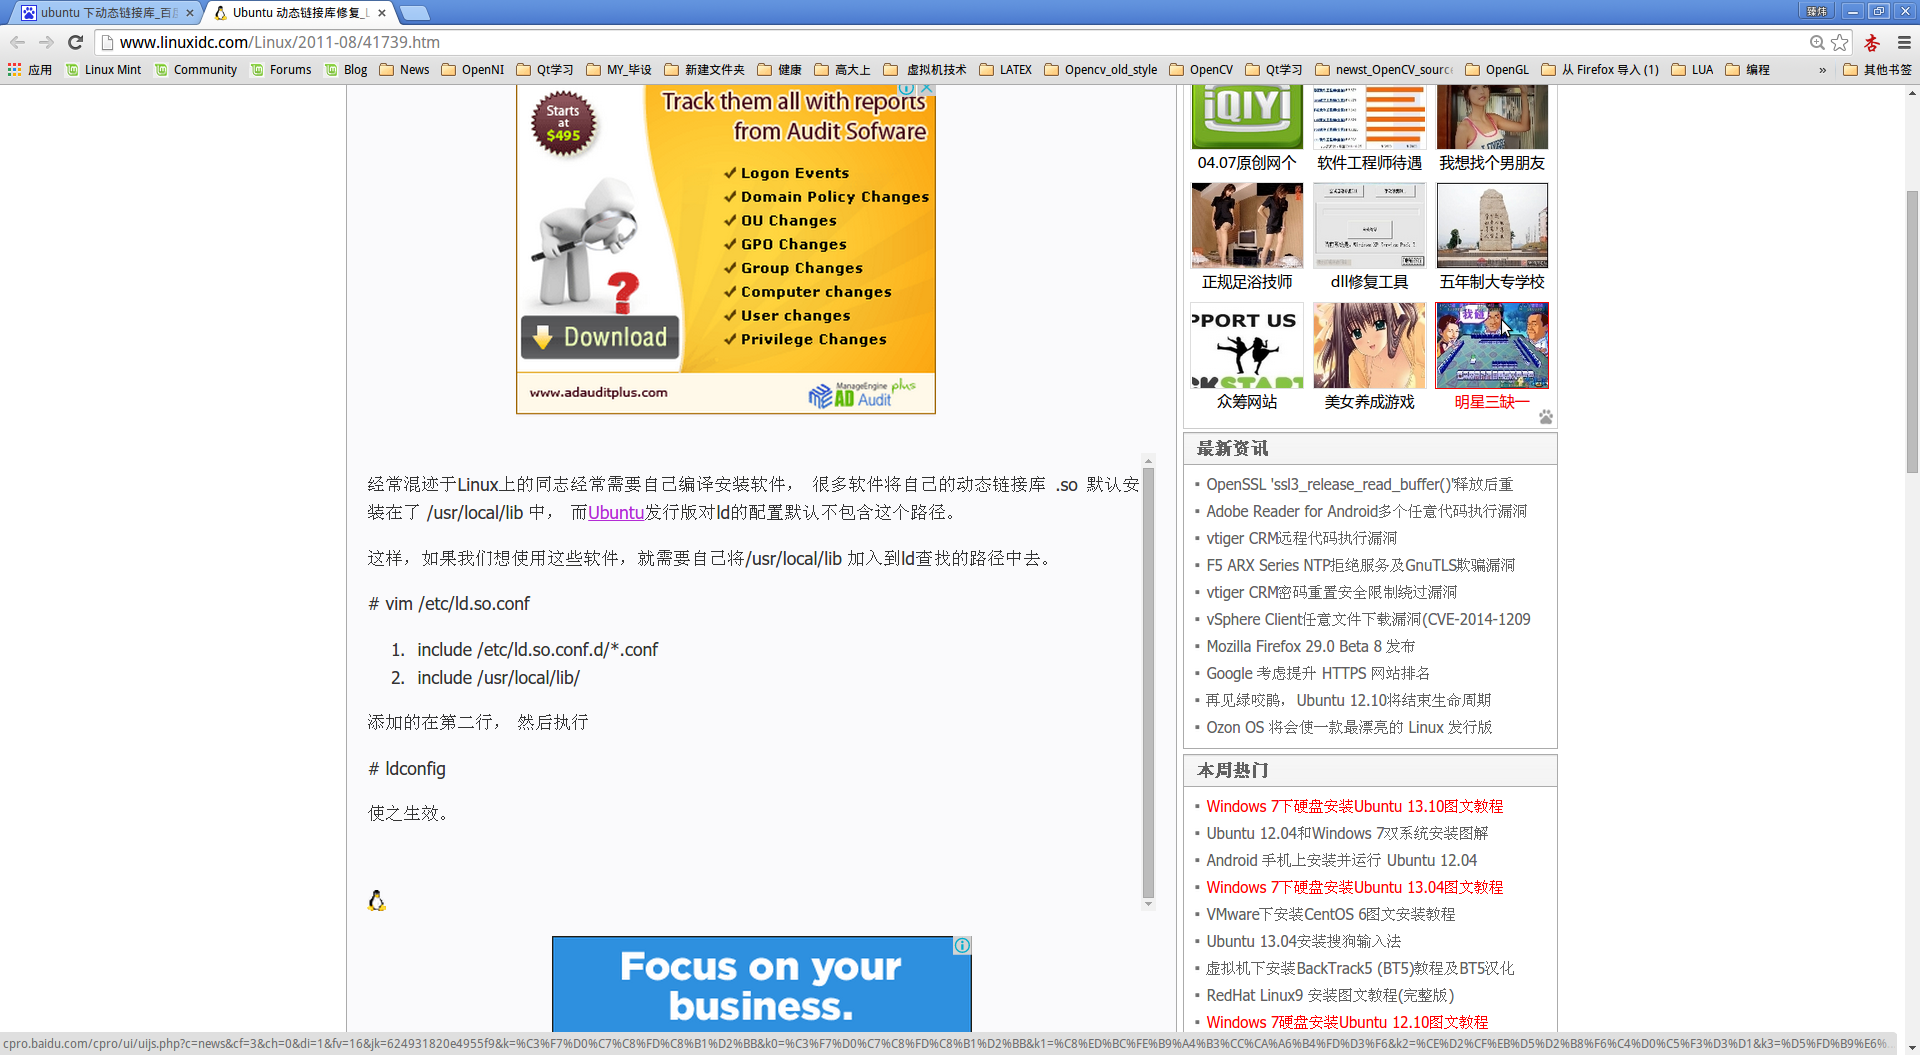 ubuntu 下动态链接库_百度
Ubuntu 动态链接库修复_L
臻炜
www.linuxidc.com/Linux/2011-08/41739.htm
应用 Linux Mint Community Forums Blog News OpenNI Qt学习 MY_毕设 新建文件夹 健康 高大上 虚拟机技术 LATEX Opencv_old_style OpenCV Qt学习 newst_OpenCV_source OpenGL 从 Firefox 导入 (1) LUA 编程 » 其他书签
Starts
at
$495
Track them all with reports
from Audit Sofware
Logon Events
Domain Policy Changes
OU Changes
GPO Changes
Group Changes
Computer changes
User changes
Privilege Changes
Download
www.adauditplus.com
ManageEngine
AD Audit plus
经常混迹于Linux上的同志经常需要自己编译安装软件， 很多软件将自己的动态链接库 .so 默认安
装在了 /usr/local/lib 中， 而Ubuntu发行版对ld的配置默认不包含这个路径。
这样，如果我们想使用这些软件，就需要自己将/usr/local/lib 加入到ld查找的路径中去。
# vim /etc/ld.so.conf
1. include /etc/ld.so.conf.d/*.conf
2. include /usr/local/lib/
添加的在第二行， 然后执行
# ldconfig
使之生效。
Focus on your
business.
iQIYI
04.07原创网个 软件工程师待遇 我想找个男朋友
正规足浴技师 dll修复工具 五年制大专学校
PPORT US
CKSTART
我碰
众筹网站 美女养成游戏 明星三缺一
最新资讯
OpenSSL 'ssl3_release_read_buffer()'释放后重
Adobe Reader for Android多个任意代码执行漏洞
vtiger CRM远程代码执行漏洞
F5 ARX Series NTP拒绝服务及GnuTLS欺骗漏洞
vtiger CRM密码重置安全限制绕过漏洞
vSphere Client任意文件下载漏洞(CVE-2014-1209
Mozilla Firefox 29.0 Beta 8 发布
Google 考虑提升 HTTPS 网站排名
再见绿咬鹃，Ubuntu 12.10将结束生命周期
Ozon OS 将会使一款最漂亮的 Linux 发行版
本周热门
Windows 7下硬盘安装Ubuntu 13.10图文教程
Ubuntu 12.04和Windows 7双系统安装图解
Android 手机上安装并运行 Ubuntu 12.04
Windows 7下硬盘安装Ubuntu 13.04图文教程
VMware下安装CentOS 6图文安装教程
Ubuntu 13.04安装搜狗输入法
虚拟机下安装BackTrack5 (BT5)教程及BT5汉化
RedHat Linux9 安装图文教程(完整版)
Windows 7硬盘安装Ubuntu 12.10图文教程
cpro.baidu.com/cpro/ui/uijs.php?c=news&cf=3&ch=0&di=1&fv=16&jk=624931820e4955f9&k=%C3%F7%D0%C7%C8%FD%C8%B1%D2%BB&k0=%C3%F7%D0%C7%C8%FD%C8%B1%D2%BB&k1=%C8%ED%BC%FE%B9%A4%B3%CC%CA%A6%B4%FD%D3%F6&k2=%CE%D2%CF%EB%D5%D2%B8%F6%C4%D0%C5%F3%D3%D1&k3=%D5%FD%B9%E6%...